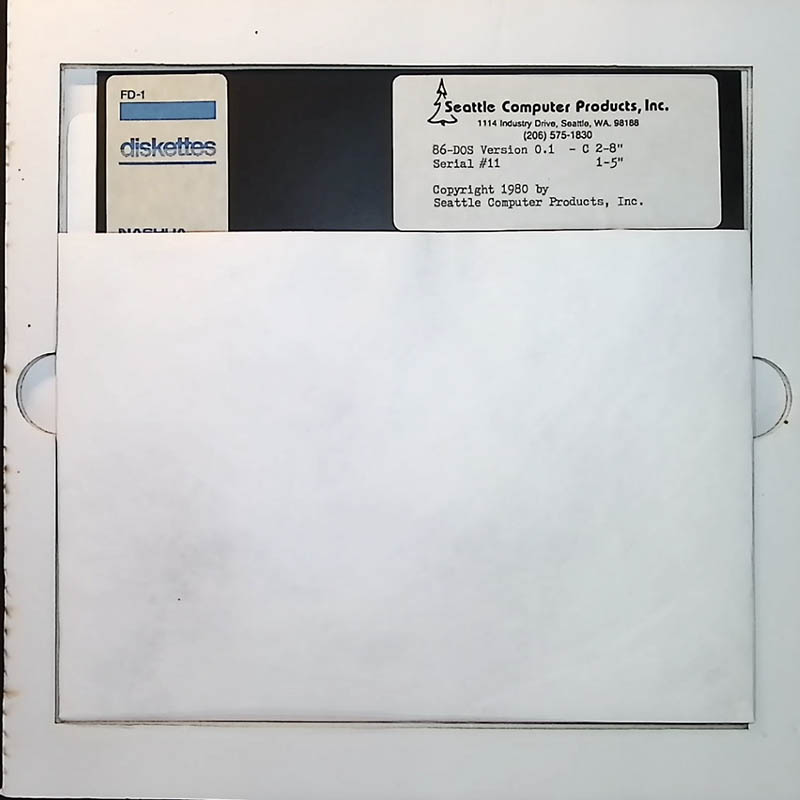 FD-1
diskettes
NASHUA
Seattle Computer Products, Inc.
1114 Industry Drive, Seattle, WA. 98188
(206) 575-1830
86-DOS Version 0.1 - C 2-8"
Serial #11 1-5"
Copyright 1980 by
Seattle Computer Products, Inc.